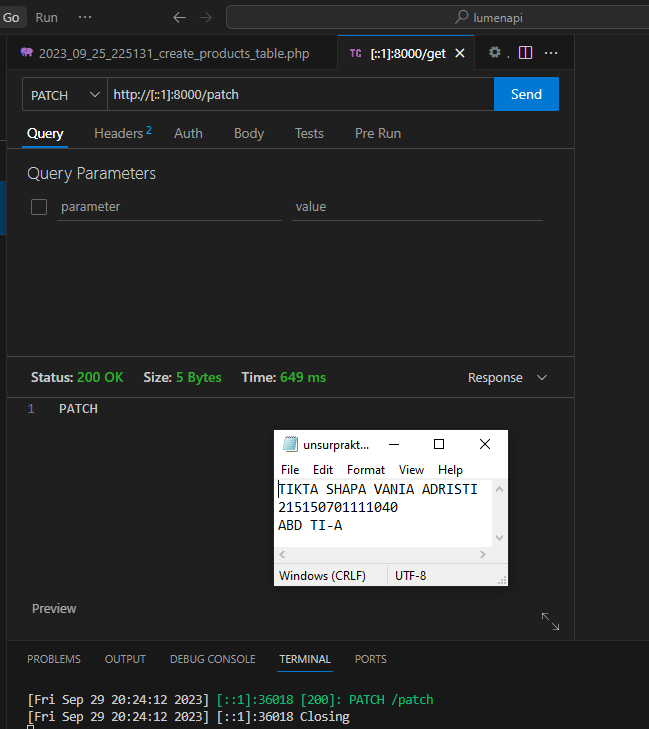 Go Run ··· lumenapi
2023_09_25_225131_create_products_table.php TC [::1]:8000/get
PATCH http://[::1]:8000/patch Send
Query Headers 2 Auth Body Tests Pre Run
Query Parameters
parameter value
Status: 200 OK Size: 5 Bytes Time: 649 ms Response
1 PATCH
unsurprakt...
File Edit Format View Help
TIKTA SHAPA VANIA ADRISTI
215150701111040
ABD TI-A
Windows (CRLF) UTF-8
Preview
PROBLEMS OUTPUT DEBUG CONSOLE TERMINAL PORTS
[Fri Sep 29 20:24:12 2023] [::1]:36018 [200]: PATCH /patch
[Fri Sep 29 20:24:12 2023] [::1]:36018 Closing